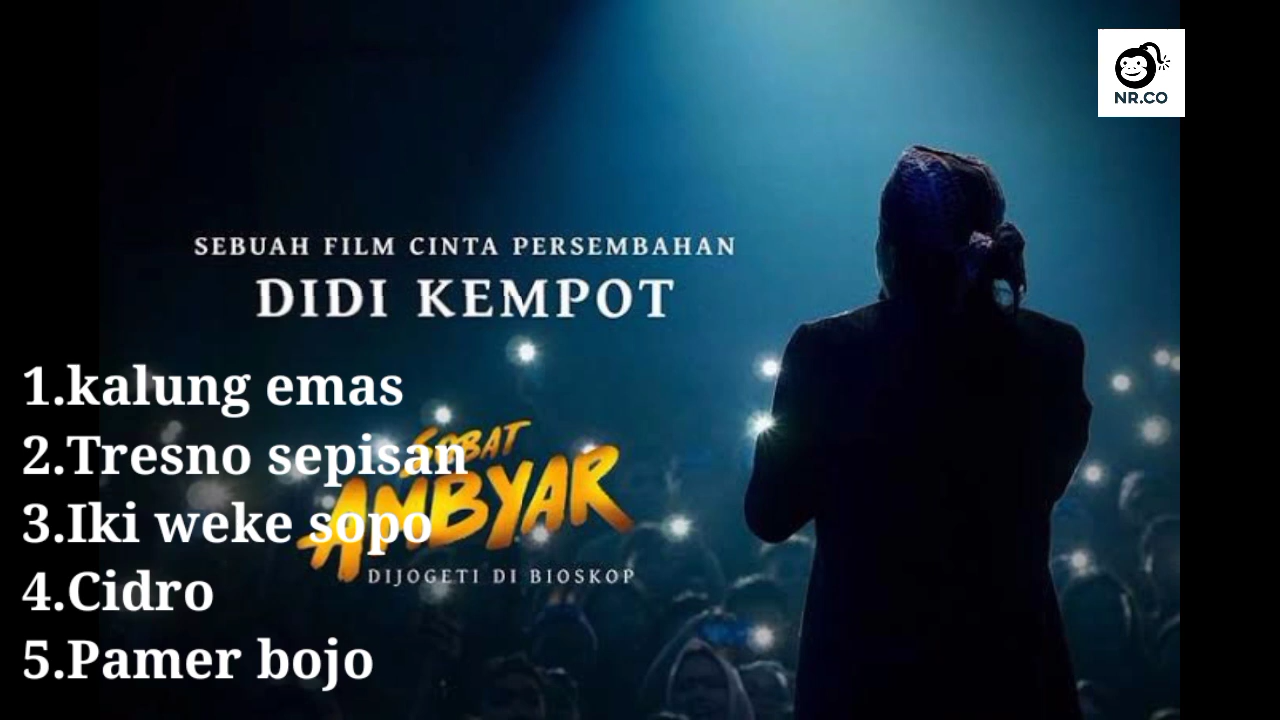 NR.CO
SEBUAH FILM CINTA PERSEMBAHAN
DIDI KEMPOT
1.kalung emas
SOBAT
2.Tresno sepisan
AMBYAR
3.Iki weke sopo
DIJOGETI DI BIOSKOP
4.Cidro
5.Pamer bojo